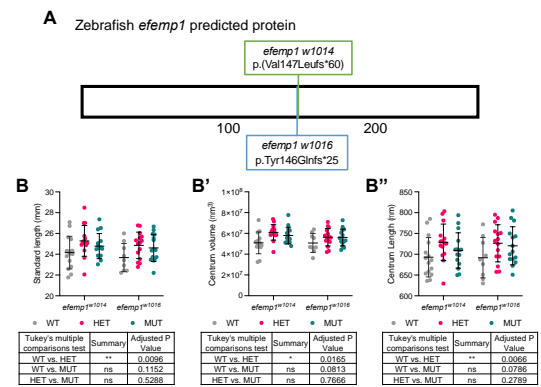 A Zebrafish efemp1 predicted protein
efemp1 w1014
p.(Val147Leufs*60)
100 200
efemp1 w1016
p.Tyr146Glnfs*25
B
Standard length (mm)
30
28
26
24
22
20
efemp1w1014 efemp1w1016
WT HET MUT
Tukey's multiple comparisons test Summary Adjusted P Value
WT vs. HET ** 0.0096
WT vs. MUT ns 0.1152
HET vs. MUT ns 0.5288
B'
Centrum volume (nm3)
1×10⁸
8×10⁷
6×10⁷
4×10⁷
2×10⁷
0
efemp1w1014 efemp1w1016
WT HET MUT
Tukey's multiple comparisons test Summary Adjusted P Value
WT vs. HET * 0.0165
WT vs. MUT ns 0.0813
HET vs. MUT ns 0.7666
B"
Centrum Length (mm)
850
800
750
700
650
600
efemp1w1014 efemp1w1016
WT HET MUT
Tukey's multiple comparisons test Summary Adjusted P Value
WT vs. HET ** 0.0066
WT vs. MUT ns 0.0786
HET vs. MUT ns 0.2789